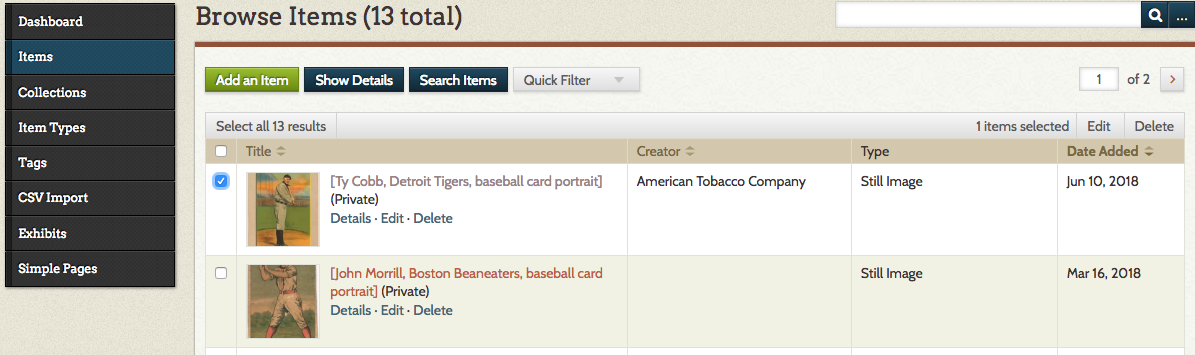 Dashboard
Items
Collections
Item Types
Tags
CSV Import
Exhibits
Simple Pages
Browse Items (13 total)
...
Add an Item
Show Details
Search Items
Quick Filter
1 of 2
Select all 13 results
1 items selected
Edit
Delete
Title
Creator
Type
Date Added
[Ty Cobb, Detroit Tigers, baseball card portrait]
(Private)
Details · Edit · Delete
American Tobacco Company
Still Image
Jun 10, 2018
[John Morrill, Boston Beaneaters, baseball card
portrait] (Private)
Details · Edit · Delete
Still Image
Mar 16, 2018